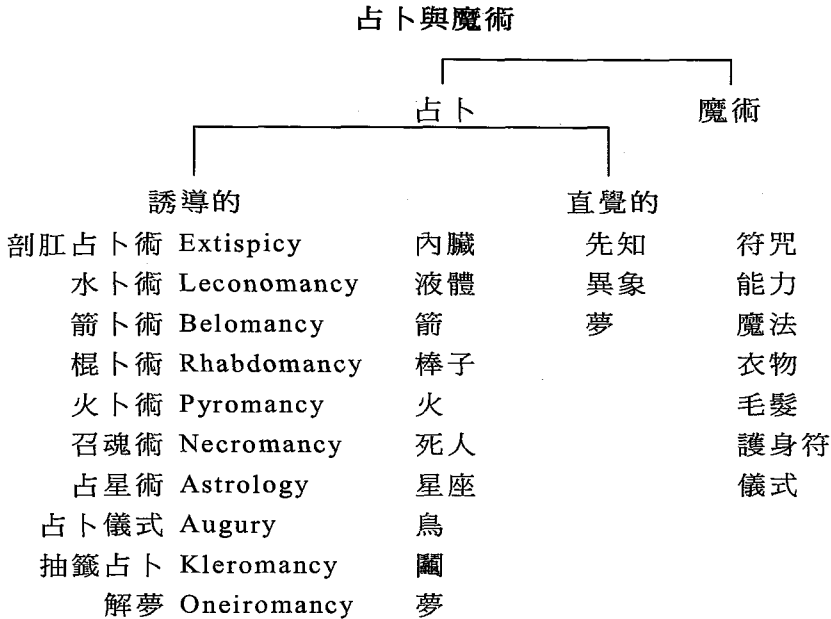 占卜與魔術
占卜 魔術
誘導的 直覺的
剖肛占卜術 Extispicy 內臟 先知 符咒
水卜術 Leconomancy 液體 異象 能力
箭卜術 Belomancy 箭 夢 魔法
棍卜術 Rhabdomancy 棒子 衣物
火卜術 Pyromancy 火 毛髮
召魂術 Necromancy 死人 護身符
占星術 Astrology 星座 儀式
占卜儀式 Augury 鳥
抽籤占卜 Kleromancy 鬮
解夢 Oneiromancy 夢